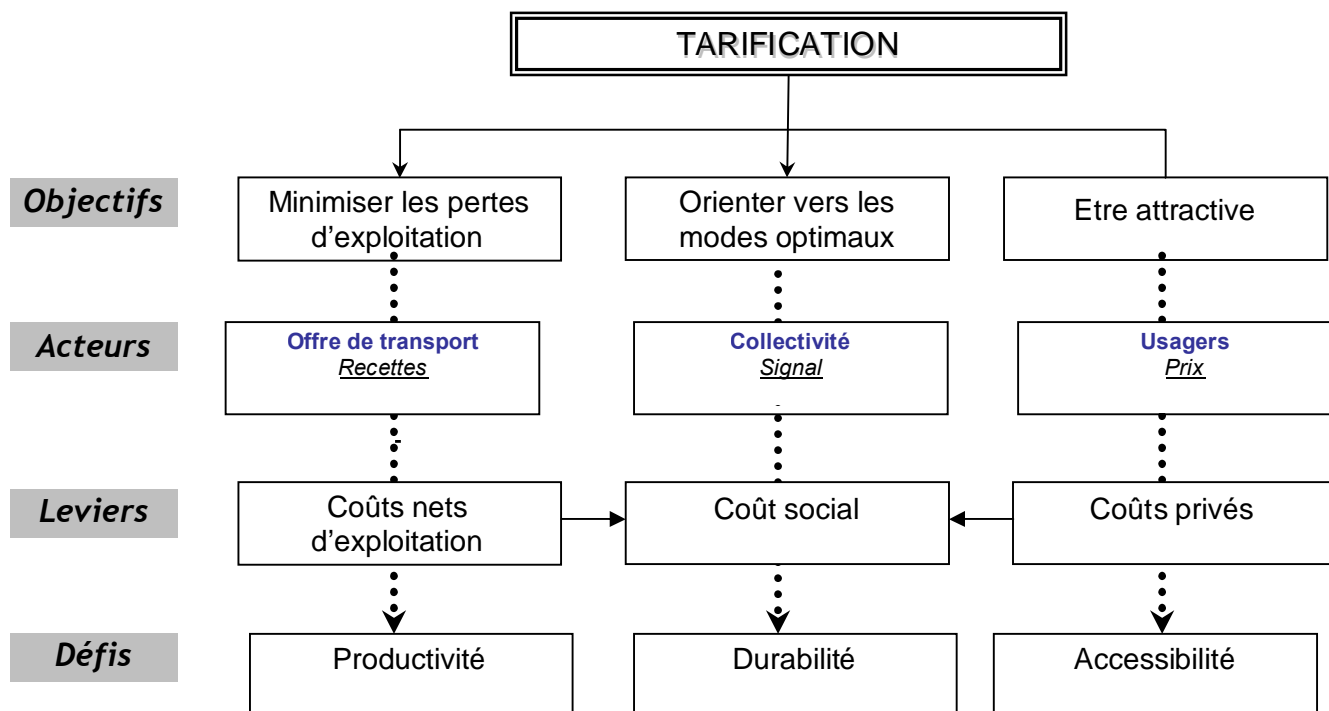 TARIFICATION
Objectifs
Minimiser les pertes
d’exploitation
Orienter vers les
modes optimaux
Etre attractive
Acteurs
Offre de transport
Recettes
Collectivité
Signal
Usagers
Prix
Leviers
Coûts nets
d’exploitation
Coût social
Coûts privés
Défis
Productivité
Durabilité
Accessibilité